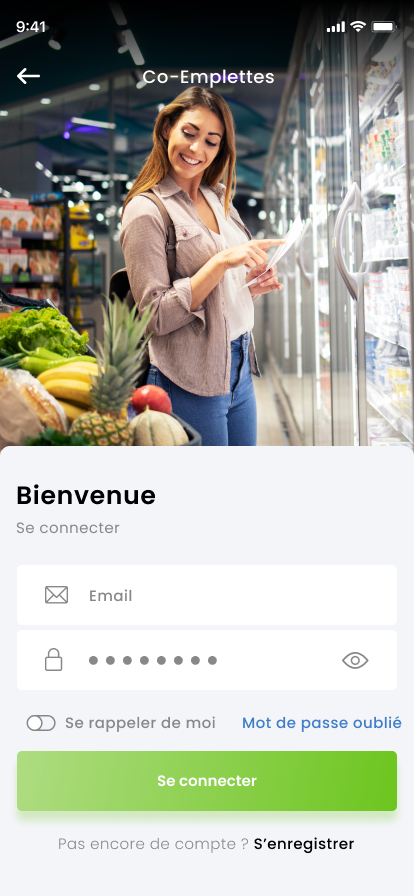 9:41
Co-Emplettes
Bienvenue
Se connecter
Email
Se rappeler de moi
Mot de passe oublié
Se connecter
Pas encore de compte ? S'enregistrer